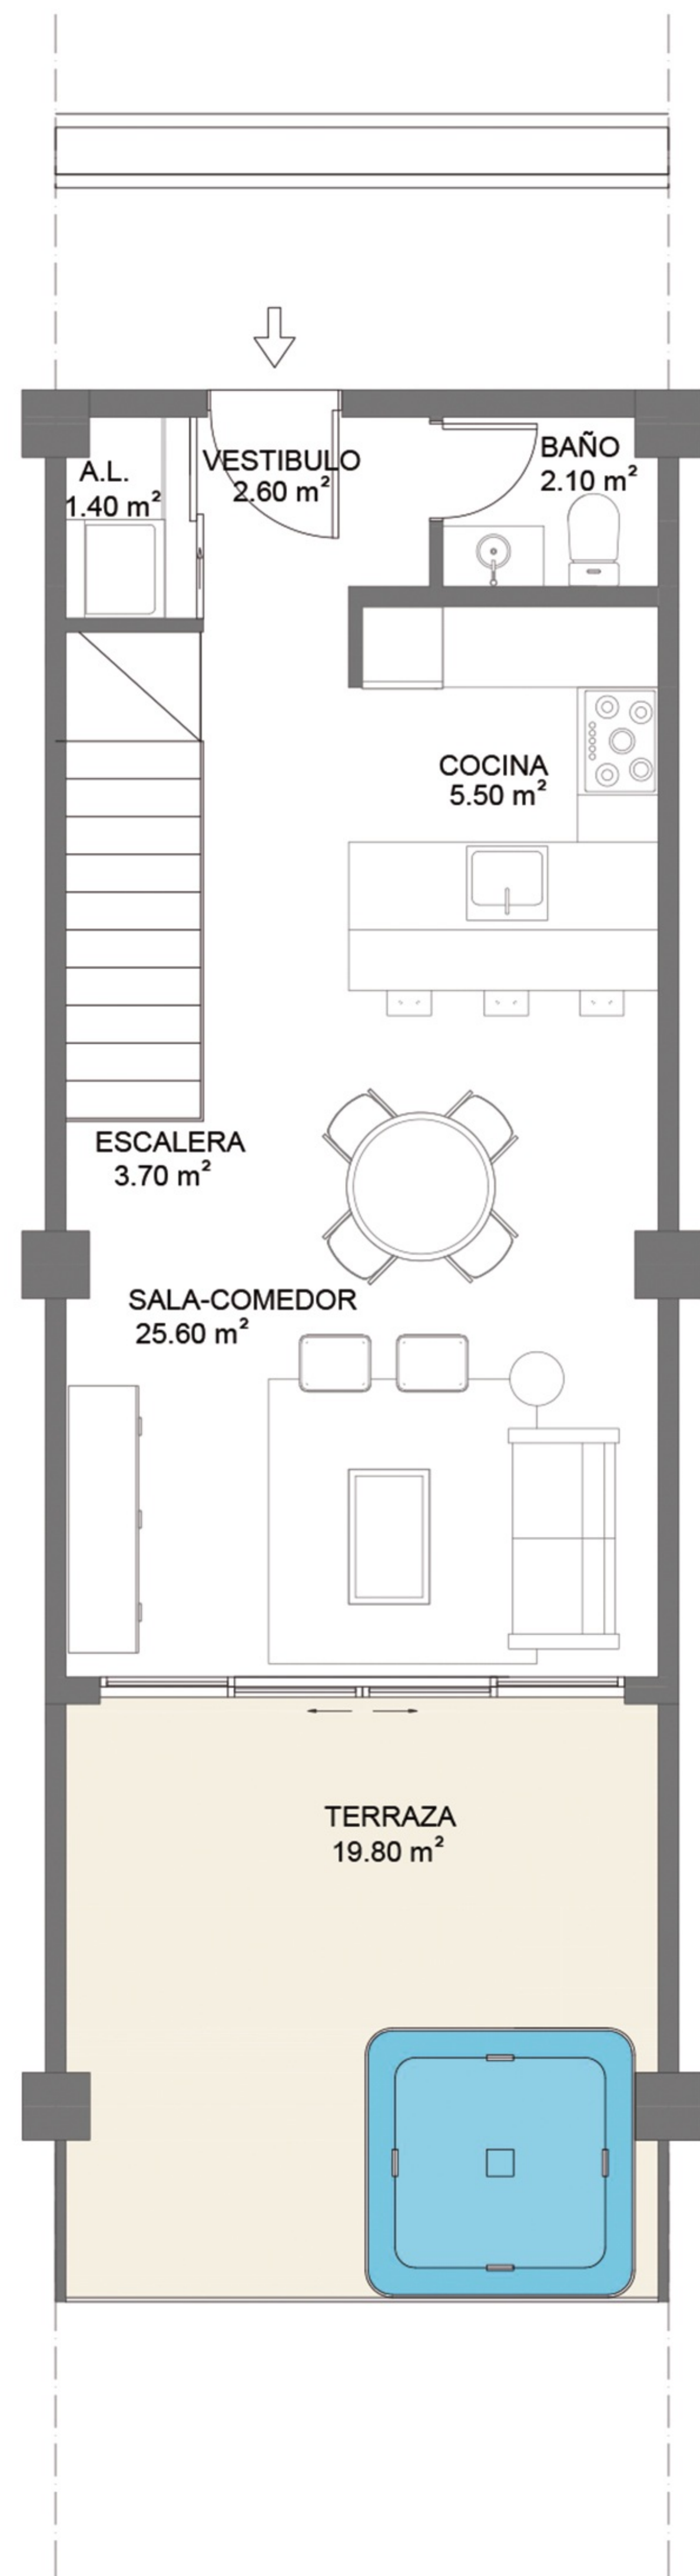 VESTIBULO
2.60 m²
BAÑO
2.10 m²
A.L.
1.40 m²
COCINA
5.50 m²
ESCALERA
3.70 m²
SALA-COMEDOR
25.60 m²
TERRAZA
19.80 m²